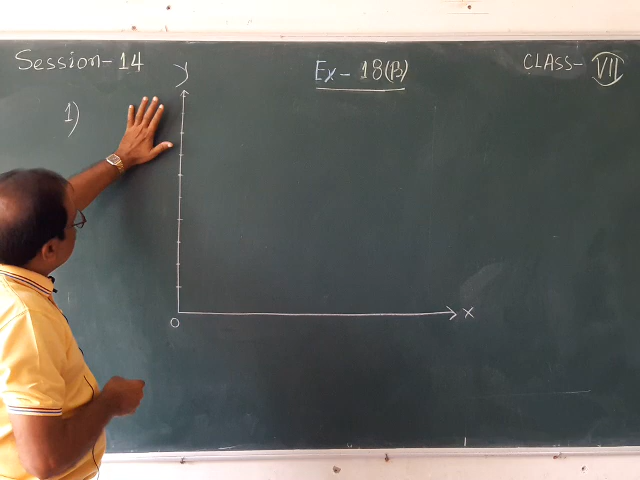 Session-14
Ex-18(B)
CLASS-VII
1)
y
x
O